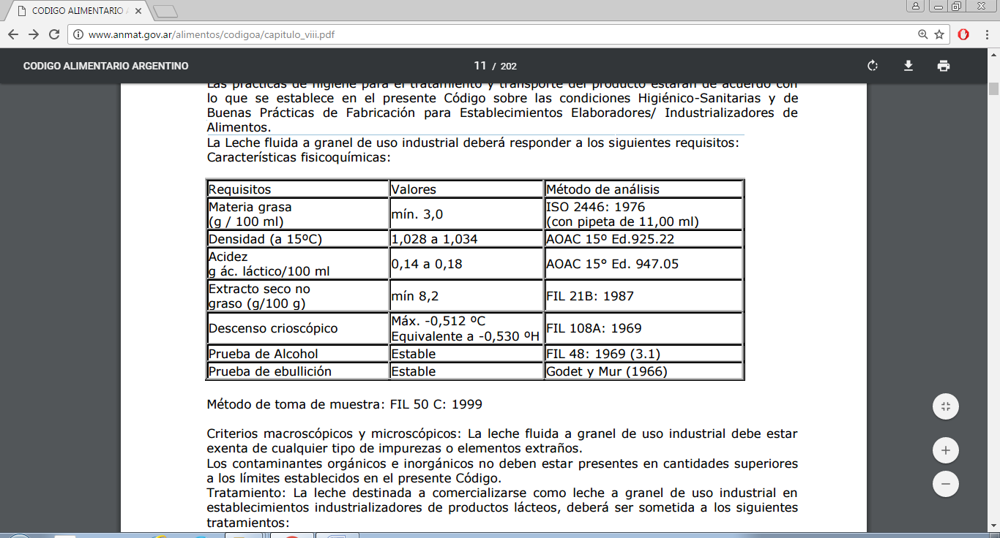 CODIGO ALIMENTARIO A
www.anmat.gov.ar/alimentos/codigoa/capitulo_viii.pdf
CODIGO ALIMENTARIO ARGENTINO
11 / 202
Las prácticas de higiene para el tratamiento y transporte del producto estarán de acuerdo con
lo que se establece en el presente Código sobre las condiciones Higiénico-Sanitarias y de
Buenas Prácticas de Fabricación para Establecimientos Elaboradores/ Industrializadores de
Alimentos.
La Leche fluida a granel de uso industrial deberá responder a los siguientes requisitos:
Características fisicoquímicas:
Requisitos Valores Método de análisis
Materia grasa
(g / 100 ml) mín. 3,0 ISO 2446: 1976
(con pipeta de 11,00 ml)
Densidad (a 15ºC) 1,028 a 1,034 AOAC 15º Ed.925.22
Acidez
g ác. láctico/100 ml 0,14 a 0,18 AOAC 15° Ed. 947.05
Extracto seco no
graso (g/100 g) mín 8,2 FIL 21B: 1987
Descenso crioscópico Máx. -0,512 ºC
Equivalente a -0,530 ºH FIL 108A: 1969
Prueba de Alcohol Estable FIL 48: 1969 (3.1)
Prueba de ebullición Estable Godet y Mur (1966)
Método de toma de muestra: FIL 50 C: 1999
Criterios macroscópicos y microscópicos: La leche fluida a granel de uso industrial debe estar
exenta de cualquier tipo de impurezas o elementos extraños.
Los contaminantes orgánicos e inorgánicos no deben estar presentes en cantidades superiores
a los límites establecidos en el presente Código.
Tratamiento: La leche destinada a comercializarse como leche a granel de uso industrial en
establecimientos industrializadores de productos lácteos, deberá ser sometida a los siguientes
tratamientos: